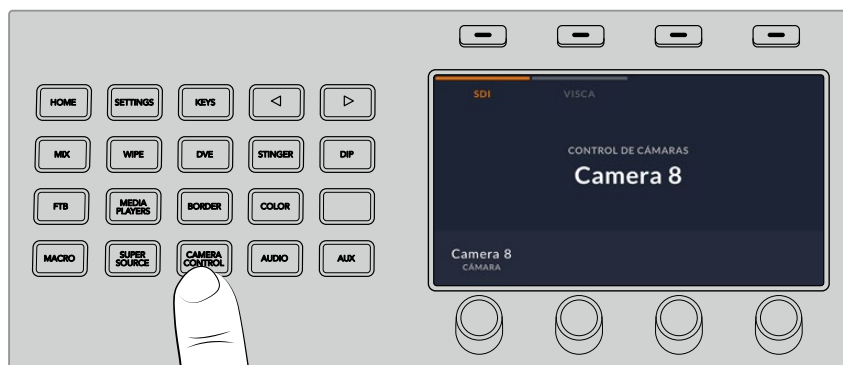 SDI VISCA
HOME SETTINGS KEYS
CONTROL DE CÁMARAS
MIX WIPE DVE STINGER DIP
Camera 8
FTB MEDIA PLAYERS BORDER COLOR
MACRO SUPER SOURCE CAMERA CONTROL AUDIO AUX
Camera 8
CÁMARA